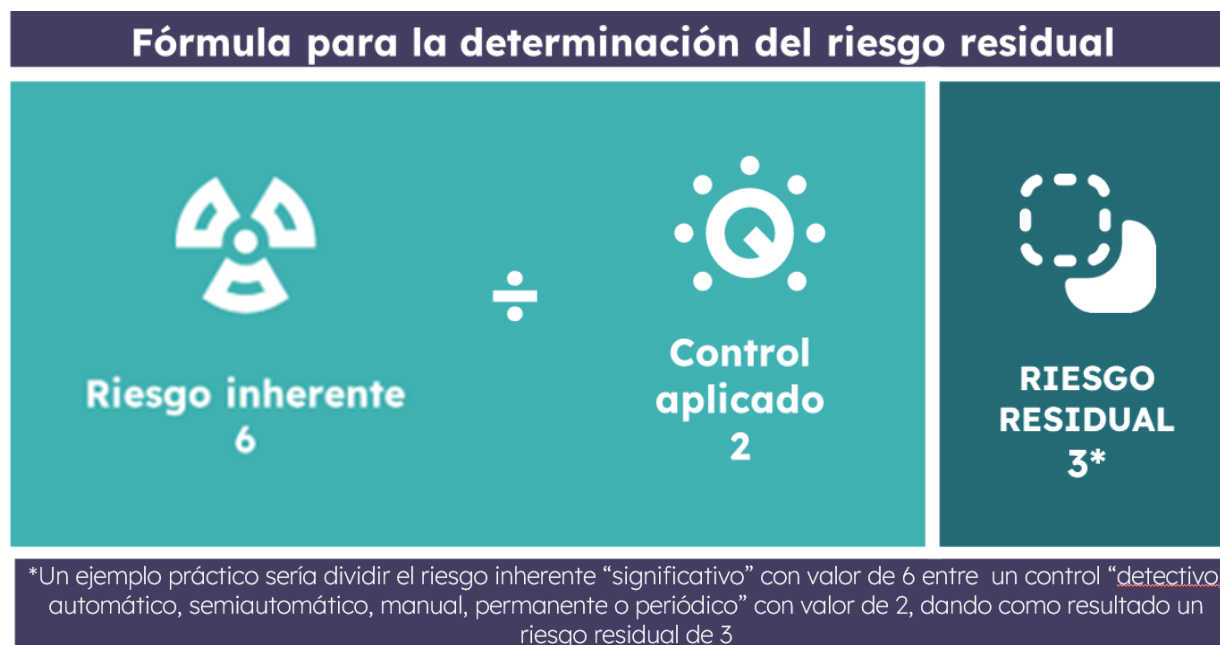 Fórmula para la determinación del riesgo residual
Riesgo inherente
6
÷
Control
aplicado
2
RIESGO
RESIDUAL
3*
*Un ejemplo práctico sería dividir el riesgo inherente “significativo” con valor de 6 entre un control “detectivo,
automático, semiautomático, manual, permanente o periódico” con valor de 2, dando como resultado un
riesgo residual de 3